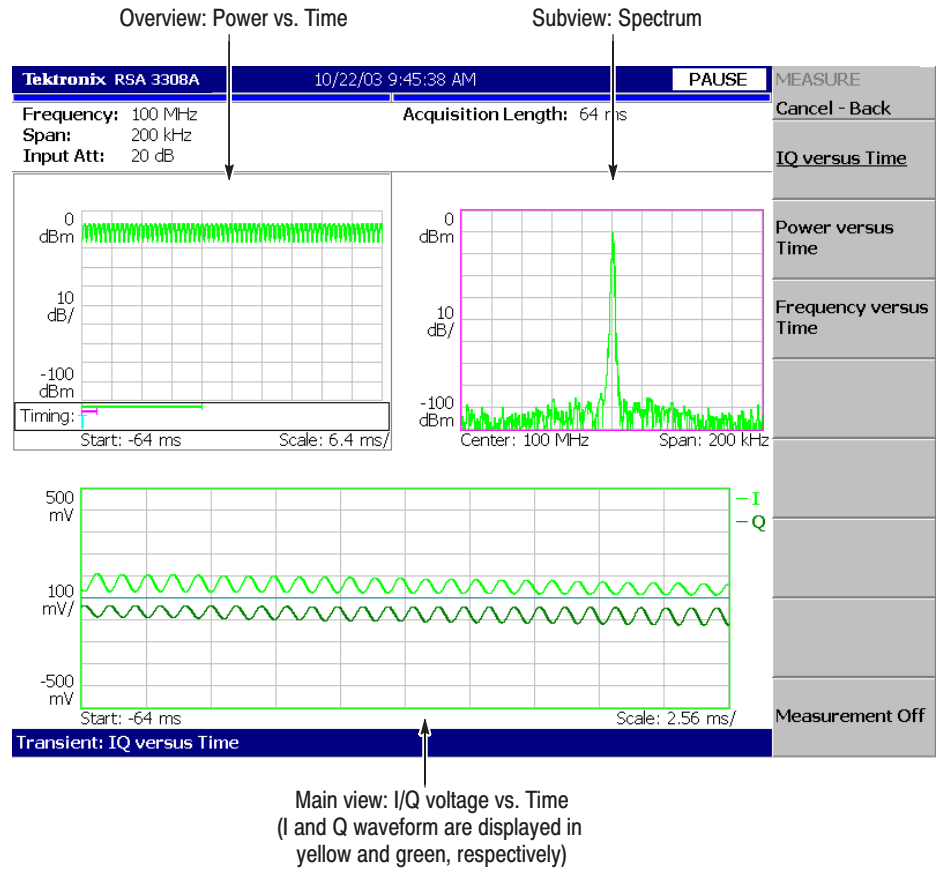 Overview: Power vs. Time
Subview: Spectrum
Tektronix RSA 3308A
10/22/03 9:45:38 AM
PAUSE
MEASURE
Cancel - Back
Frequency: 100 MHz
Span: 200 kHz
Input Att: 20 dB
Acquisition Length: 64 ms
IQ versus Time
Power versus
Time
Frequency versus
Time
Measurement Off
0
dBm
10
dB/
-100
dBm
Timing:
Start: -64 ms
Scale: 6.4 ms/
0
dBm
10
dB/
-100
dBm
Center: 100 MHz
Span: 200 kHz
500
mV
100
mV/
-500
mV
I
Q
Start: -64 ms
Scale: 2.56 ms/
Transient: IQ versus Time
Main view: I/Q voltage vs. Time
(I and Q waveform are displayed in
yellow and green, respectively)